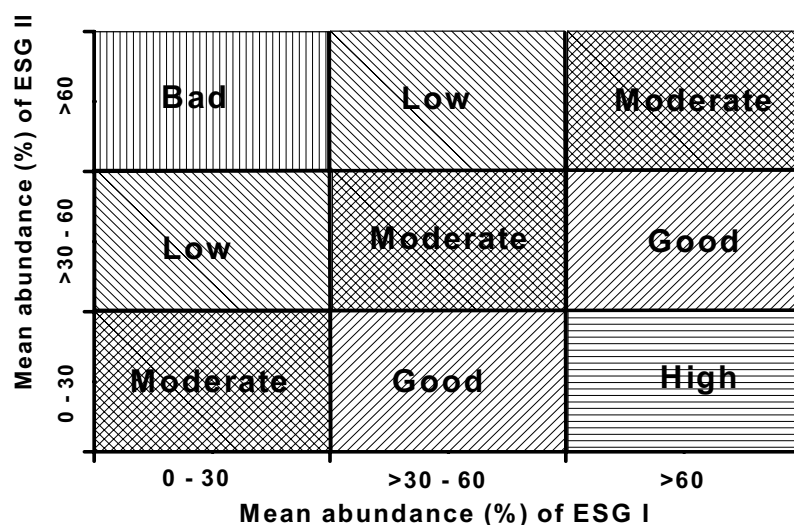 Mean abundance (%) of ESG II
>60
Bad
Low
Moderate
>30 - 60
Low
Moderate
Good
0 - 30
Moderate
Good
High
0 - 30
>30 - 60
>60
Mean abundance (%) of ESG I